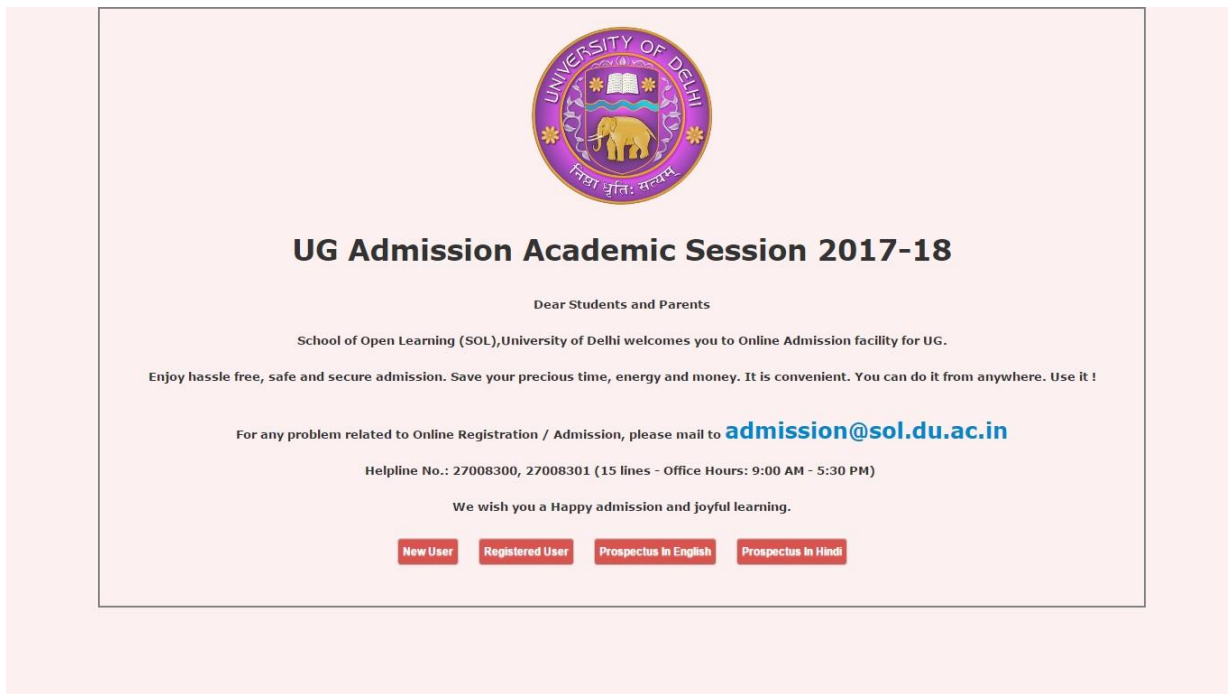 UNIVERSITY OF DELHI
निष्ठा धृति: सत्यम्
UG Admission Academic Session 2017-18
Dear Students and Parents
School of Open Learning (SOL),University of Delhi welcomes you to Online Admission facility for UG.
Enjoy hassle free, safe and secure admission. Save your precious time, energy and money. It is convenient. You can do it from anywhere. Use it !
For any problem related to Online Registration / Admission, please mail to admission@sol.du.ac.in
Helpline No.: 27008300, 27008301 (15 lines - Office Hours: 9:00 AM - 5:30 PM)
We wish you a Happy admission and joyful learning.
New User Registered User Prospectus In English Prospectus In Hindi